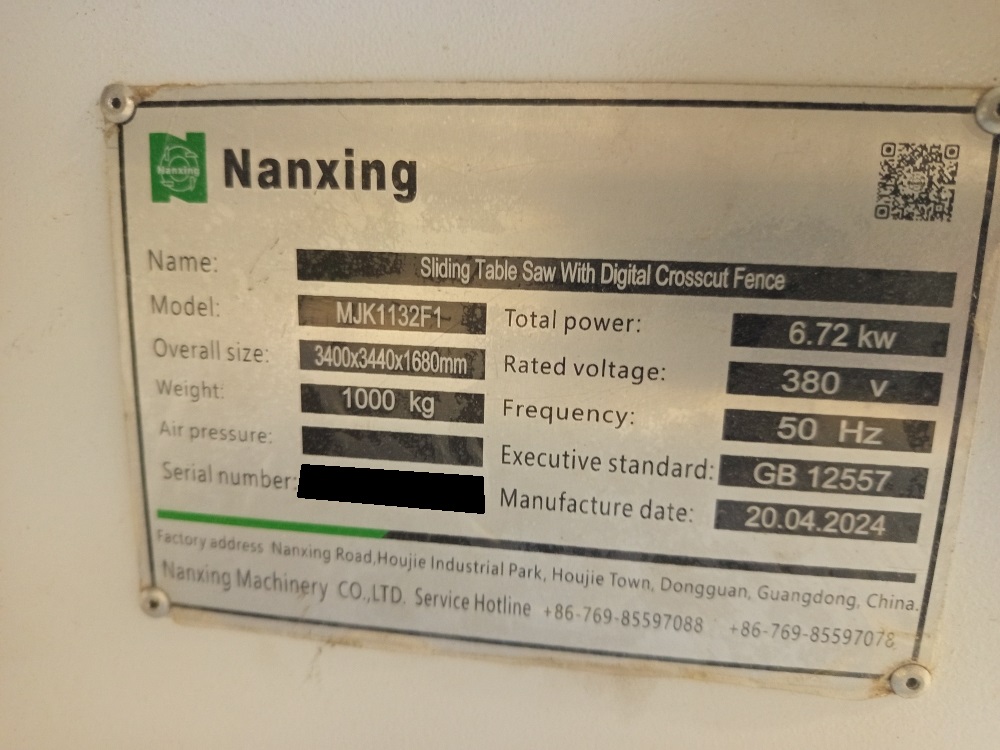 Nanxing
Nanxing
Name: Sliding Table Saw With Digital Crosscut Fence
Model: MJK1132F1
Total power: 6.72 kw
Overall size: 3400x3440x1680mm
Rated voltage: 380 v
Weight: 1000 kg
Frequency: 50 Hz
Air pressure:
Executive standard: GB 12557
Serial number:
Manufacture date: 20.04.2024
Factory address Nanxing Road,Houjie Industrial Park, Houjie Town, Dongguan, Guangdong, China.
Nanxing Machinery CO.,LTD. Service Hotline +86-769-85597088 +86-769-85597078